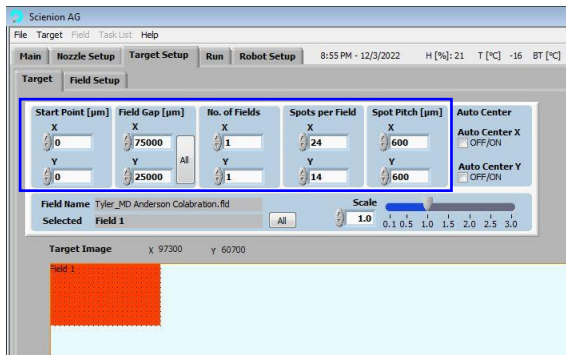 Scienion AG
File Target Field Task List Help
Main Nozzle Setup Target Setup Run Robot Setup 8:55 PM - 12/3/2022 H [%]: 21 T [ºC] -16 BT [ºC]
Target Field Setup
Start Point [µm] Field Gap [µm] No. of Fields Spots per Field Spot Pitch [µm] Auto Center
X X X X X Auto Center X
0 75000 1 24 600 OFF/ON
Y Y All Y Y Y Auto Center Y
0 25000 1 14 600 OFF/ON
Field Name Tyler_MD Anderson Colabration.fld Scale
Selected Field 1 All 1.0 0.1 0.5 1.0 1.5 2.0 2.5 3.0
Target Image X 97300 Y 60700
Field 1